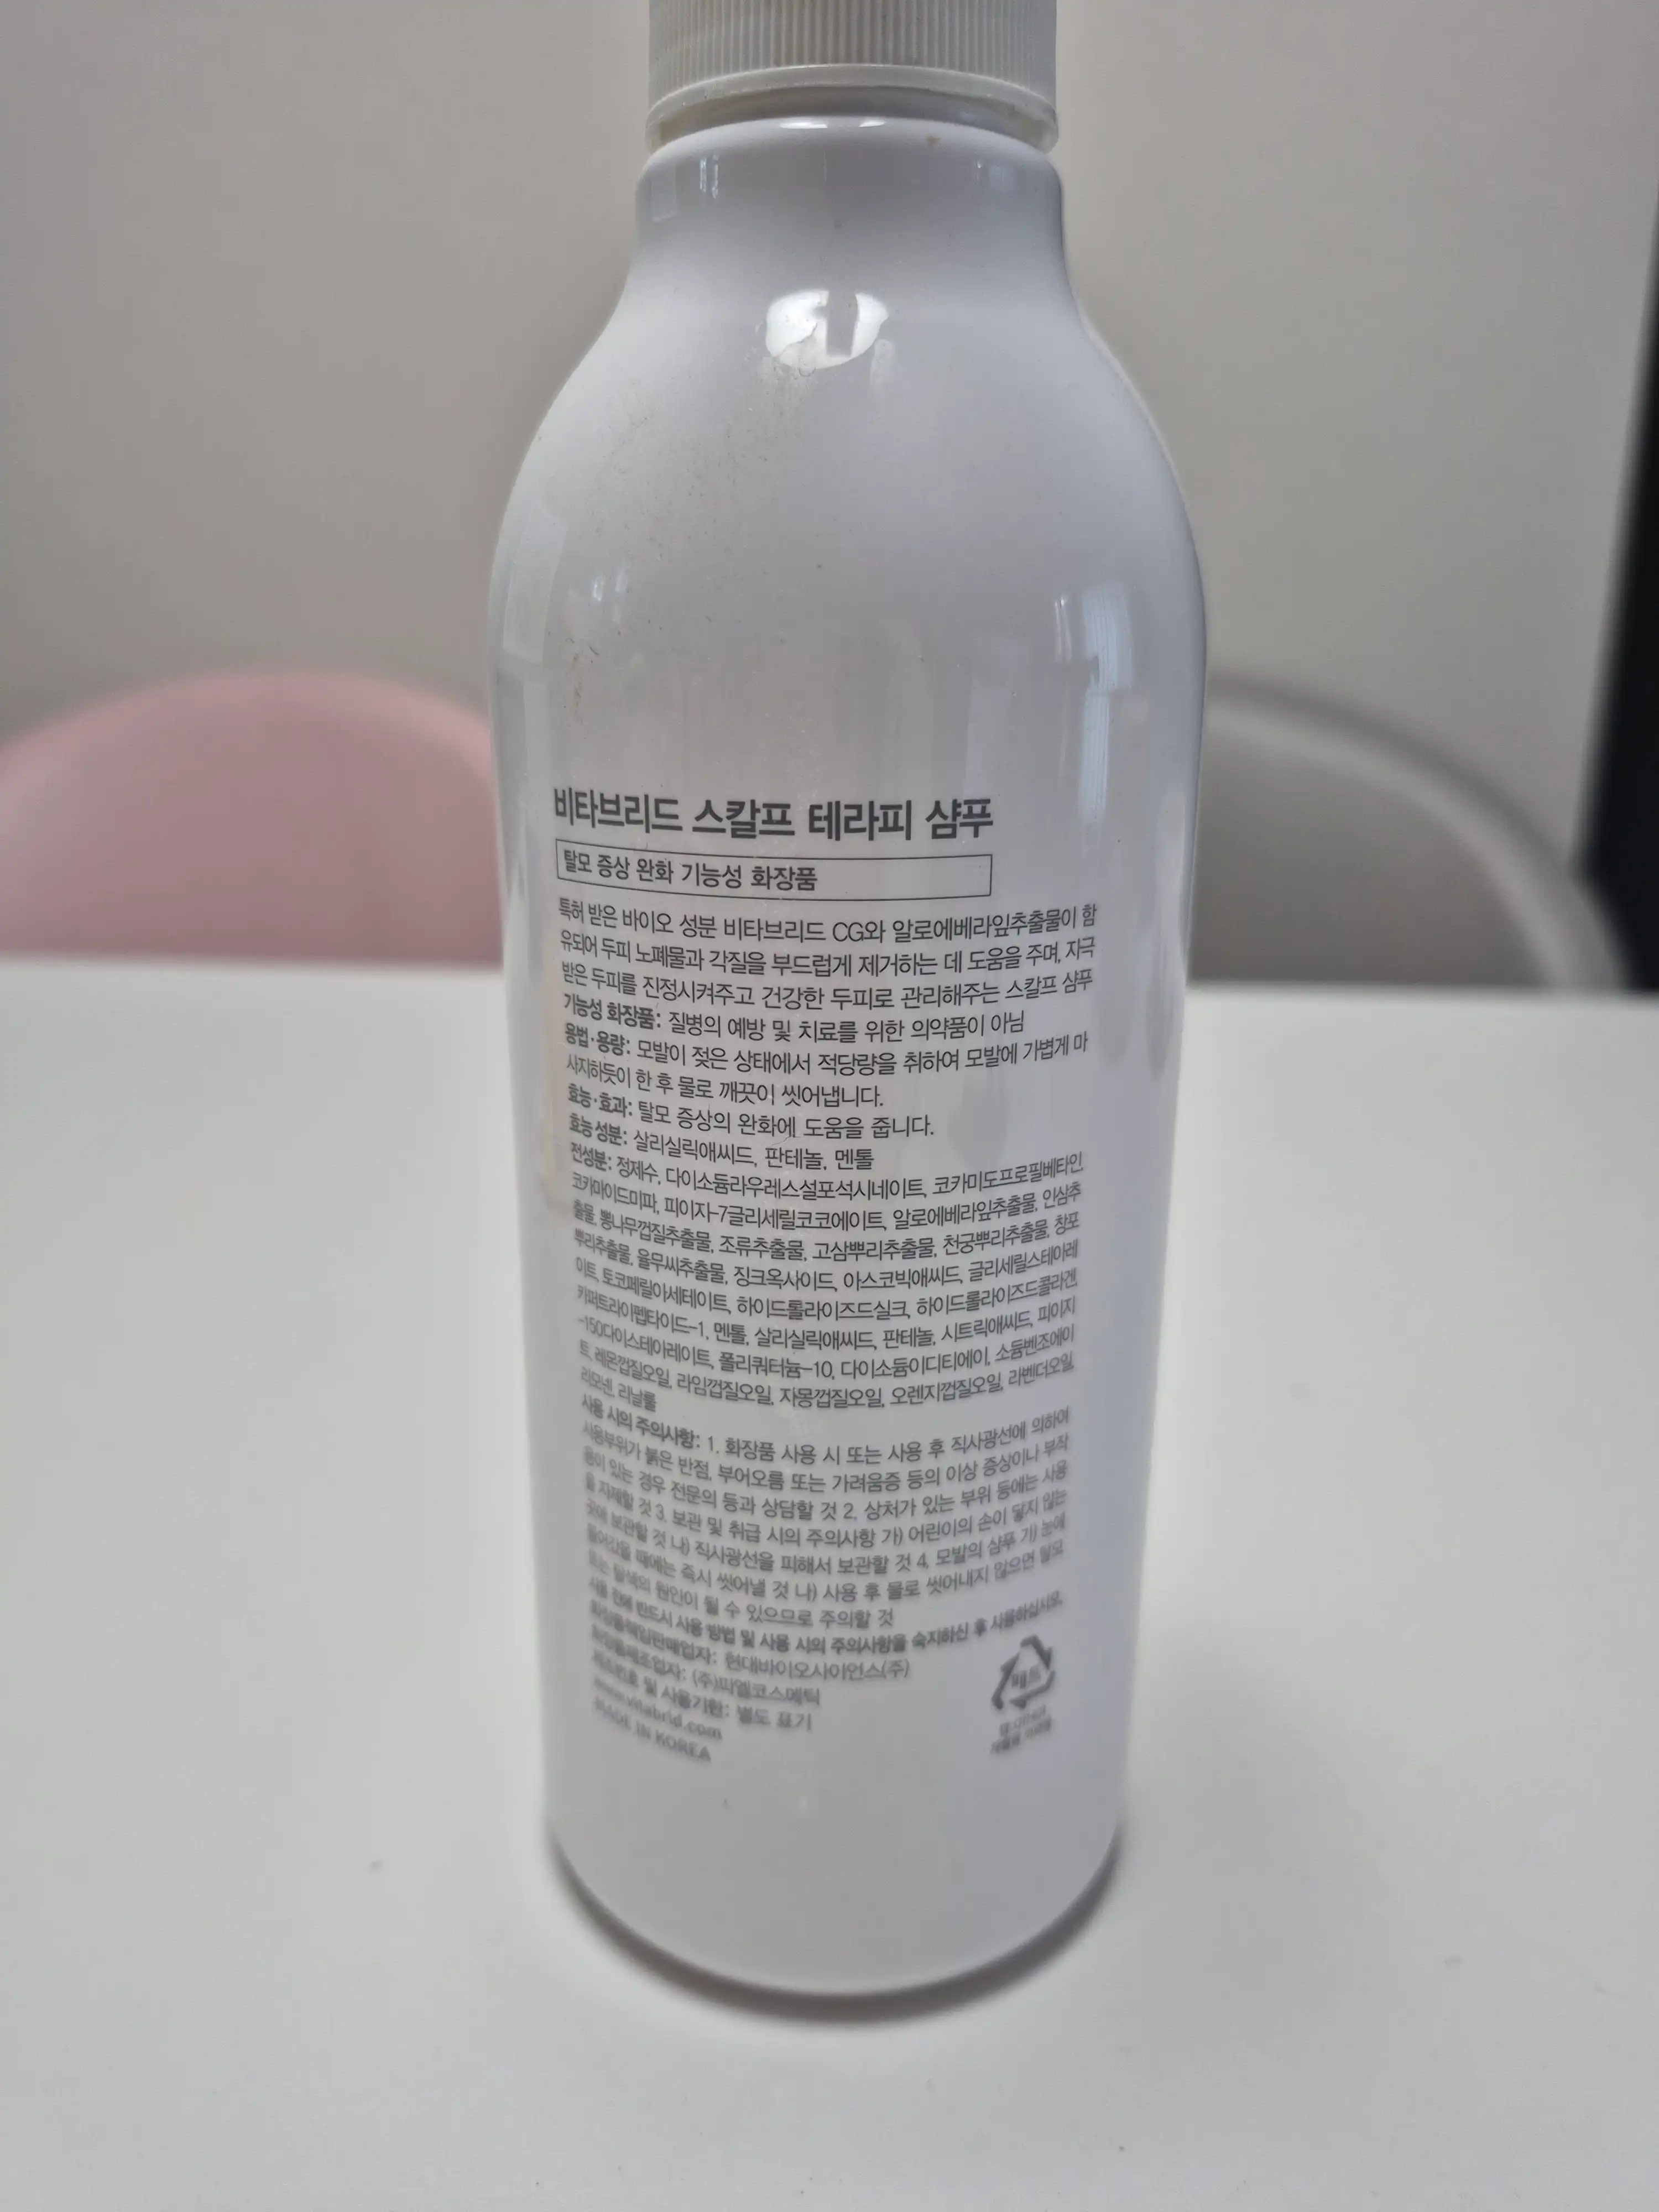 비타브리드 스칼프 테라피 샴푸
탈모 증상 완화 기능성 화장품
특허 받은 바이오 성분 비타브리드 CG와 알로에베라잎추출물이 함
유되어 두피 노폐물과 각질을 부드럽게 제거하는 데 도움을 주며, 자극
받은 두피를 진정시켜주고 건강한 두피로 관리해주는 스칼프 샴푸
기능성 화장품: 질병의 예방 및 치료를 위한 의약품이 아님
용법·용량: 모발이 젖은 상태에서 적당량을 취하여 모발에 가볍게 마
사지하듯이 한 후 물로 깨끗이 씻어냅니다.
효능·효과: 탈모 증상의 완화에 도움을 줍니다.
효능 성분: 살리실릭애씨드, 판테놀, 멘톨
전성분: 정제수, 다이소듐라우레스설포석시네이트, 코카미도프로필베타인,
코카마이드미파, 피이지-7글리세릴코코에이트, 알로에베라잎추출물, 인삼추
출물, 뽕나무껍질추출물, 조류추출물, 고삼뿌리추출물, 천궁뿌리추출물, 창포
뿌리추출물, 율무씨추출물, 징크옥사이드, 아스코빅애씨드, 글리세릴스테아레
이트, 토코페릴아세테이트, 하이드롤라이즈드실크, 하이드롤라이즈드콜라겐,
카퍼트라이펩타이드-1, 멘톨, 살리실릭애씨드, 판테놀, 시트릭애씨드, 피이지
-150다이스테아레이트, 폴리쿼터늄-10, 다이소듐이디티에이, 소듐벤조에이
트, 레몬껍질오일, 라임껍질오일, 자몽껍질오일, 오렌지껍질오일, 라벤더오일,
리모넨, 리날룰
사용 시의 주의사항: 1. 화장품 사용 시 또는 사용 후 직사광선에 의하여
사용부위가 붉은 반점, 부어오름 또는 가려움증 등의 이상 증상이나 부작
용이 있는 경우 전문의 등과 상담할 것 2. 상처가 있는 부위 등에는 사용
을 자제할 것 3. 보관 및 취급 시의 주의사항 가) 어린이의 손이 닿지 않는
곳에 보관할 것 나) 직사광선을 피해서 보관할 것 4. 모발의 샴푸 가) 눈에
들어갔을 때에는 즉시 씻어낼 것 나) 사용 후 물로 씻어내지 않으면 탈모
또는 탈색의 원인이 될 수 있으므로 주의할 것
사용 전에 반드시 사용 방법 및 사용 시의 주의사항을 숙지하신 후 사용하십시오.
화장품책임판매업자: 현대바이오사이언스(주)
화장품제조업자: (주)피엘코스메틱
제조번호 및 사용기한: 별도 표기
www.vitabrid.com
MADE IN KOREA
페트